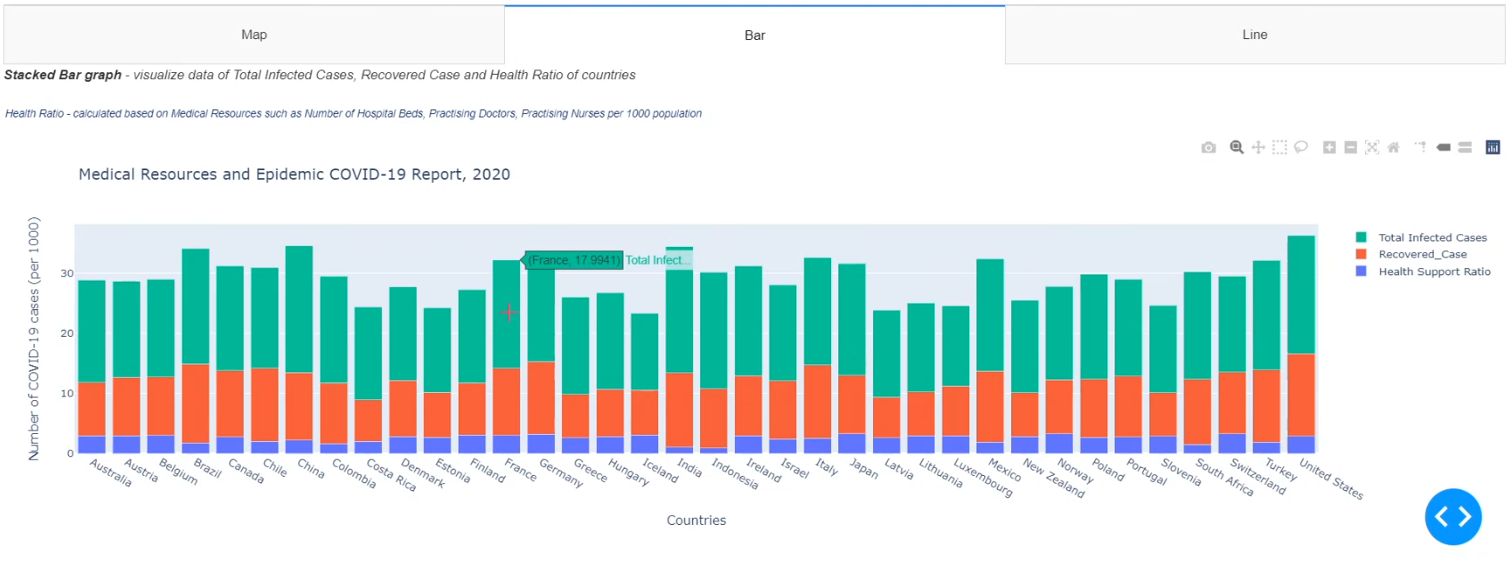 Map
Bar
Line
Stacked Bar graph - visualize data of Total Infected Cases, Recovered Case and Health Ratio of countries
Health Ratio - calculated based on Medical Resources such as Number of Hospital Beds, Practising Doctors, Practising Nurses per 1000 population
Medical Resources and Epidemic COVID-19 Report, 2020
Number of COVID-19 cases (per 1000)
30
20
10
0
(France, 17.9941)
Total Infect...
Total Infected Cases
Recovered_Case
Health Support Ratio
Australia
Austria
Belgium
Brazil
Canada
Chile
China
Colombia
Costa Rica
Denmark
Estonia
Finland
France
Germany
Greece
Hungary
Iceland
India
Indonesia
Ireland
Israel
Italy
Japan
Latvia
Lithuania
Luxembourg
Mexico
New Zealand
Norway
Poland
Portugal
Slovenia
South Africa
Switzerland
Turkey
United States
Countries